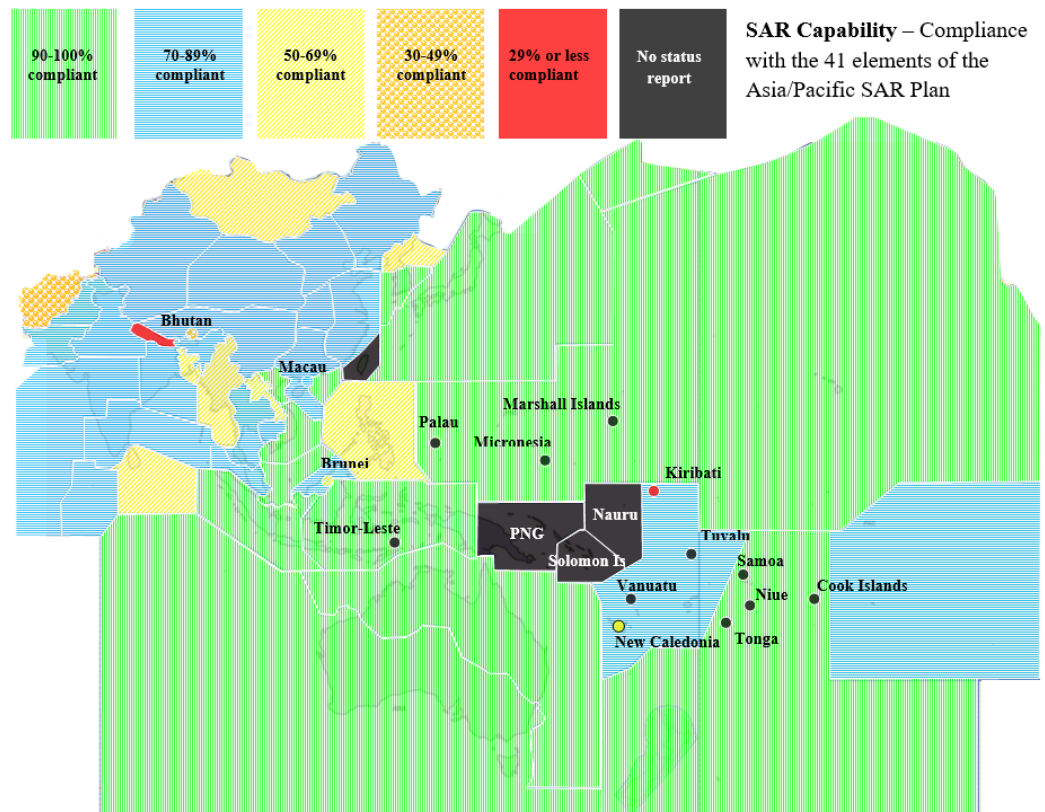 90-100%
compliant
70-89%
compliant
50-69%
compliant
30-49%
compliant
29% or less
compliant
No status
report
SAR Capability – Compliance
with the 41 elements of the
Asia/Pacific SAR Plan
Bhutan
Macau
Marshall Islands
Palau
Micronesia
Brunei
Kiribati
Nauru
Timor-Leste
PNG
Tuvalu
Solomon Is
Samoa
Vanuatu
Niue
Cook Islands
New Caledonia
Tonga